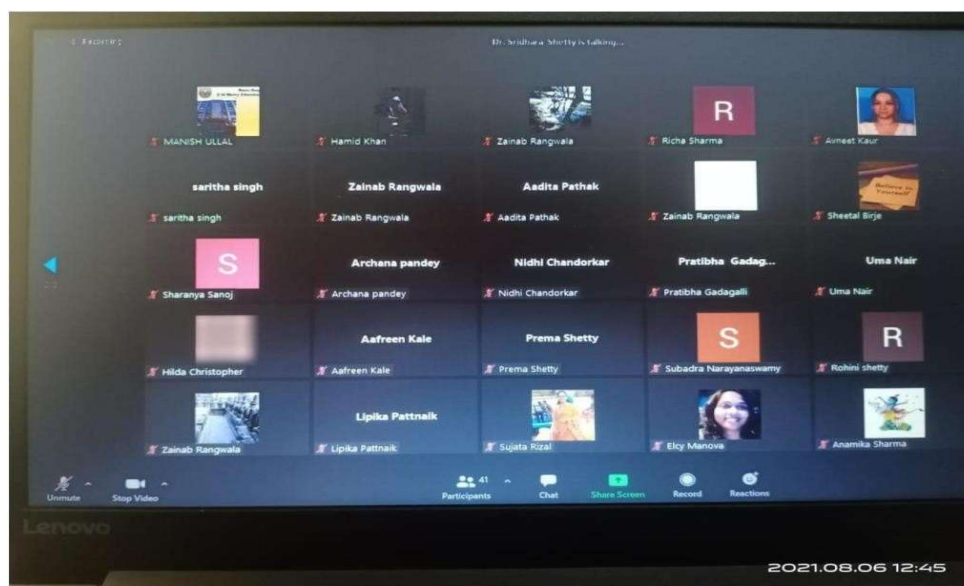 Recording
Dr. Sridhara Shetty is talking...
MANISH ULLAL
Hamid Khan
Zainab Rangwala
R
Richa Sharma
Avneet Kaur
saritha singh
Zainab Rangwala
Aadita Pathak
Believe in
Yourself
saritha singh
Zainab Rangwala
Aadita Pathak
Zainab Rangwala
Sheetal Birje
S
Archana pandey
Nidhi Chandorkar
Pratibha Gadag...
Uma Nair
Sharanya Sanoj
Archana pandey
Nidhi Chandorkar
Pratibha Gadagalli
Uma Nair
Aafreen Kale
Prema Shetty
S
R
Hilda Christopher
Aafreen Kale
Prema Shetty
Subadra Narayanaswamy
Rohini shetty
Lipika Pattnaik
Zainab Rangwala
Lipika Pattnaik
Sujata Rizal
Elcy Manova
Anamika Sharma
41
Unmute
Stop Video
Participants
Chat
Share Screen
Record
Reactions
Lenovo
2021.08.06 12:45